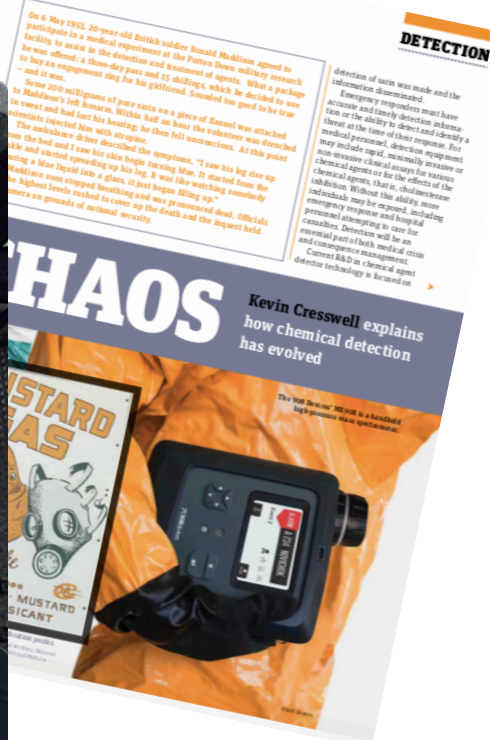 On 6 May 1953, 20-year-old British soldier Ronald Maddison agreed to
participate in a medical experiment at the Porton Down military research
facility, to assist in the detection and treatment of agents. What a package
he was offered: a three-day pass and 15 shillings, which he decided to use
to buy an engagement ring for his girlfriend. Sounded too good to be true
– and it was.
Some 200 milligrams of pure sarin on a piece of flannel was attached
to Maddison's left forearm. Within half an hour the volunteer was drenched
in sweat and had lost his hearing; he then fell unconscious. At this point
scientists injected him with atropine.
The ambulance driver described the symptoms, "I saw his leg rise up
the bed and I saw his skin begin to turn blue. It started from the
and started spreading up his leg. It was like watching somebody
a blue liquid into a glass, it just began filling up."
Maddison soon stopped breathing and was pronounced dead. Officials
highest levels rushed to cover up the death and the inquest held
on grounds of national security.
DETECTION
detection of sarin was made and the
information disseminated.
Emergency responders must have
accurate and timely detection informa-
tion or the ability to detect and identify a
threat at the time of their response. For
medical personnel, detection equipment
may include rapid, minimally invasive or
non-invasive clinical assays for various
chemical agents or for the effects of the
chemical agents, that is, cholinesterase
inhibition. Without this ability, more
individuals may be exposed, including
emergency response and hospital
personnel attempting to care for
casualties. Detection will be an
essential part of both medical crisis
and consequence management.
Current R&D in chemical agent
detector technology is focused on
CHAOS
Kevin Cresswell explains
how chemical detection
has evolved
The 908 Devices' MX908 is a handheld
high-pressure mass spectrometer.
USTARD
GAS
MUSTARD
SICANT